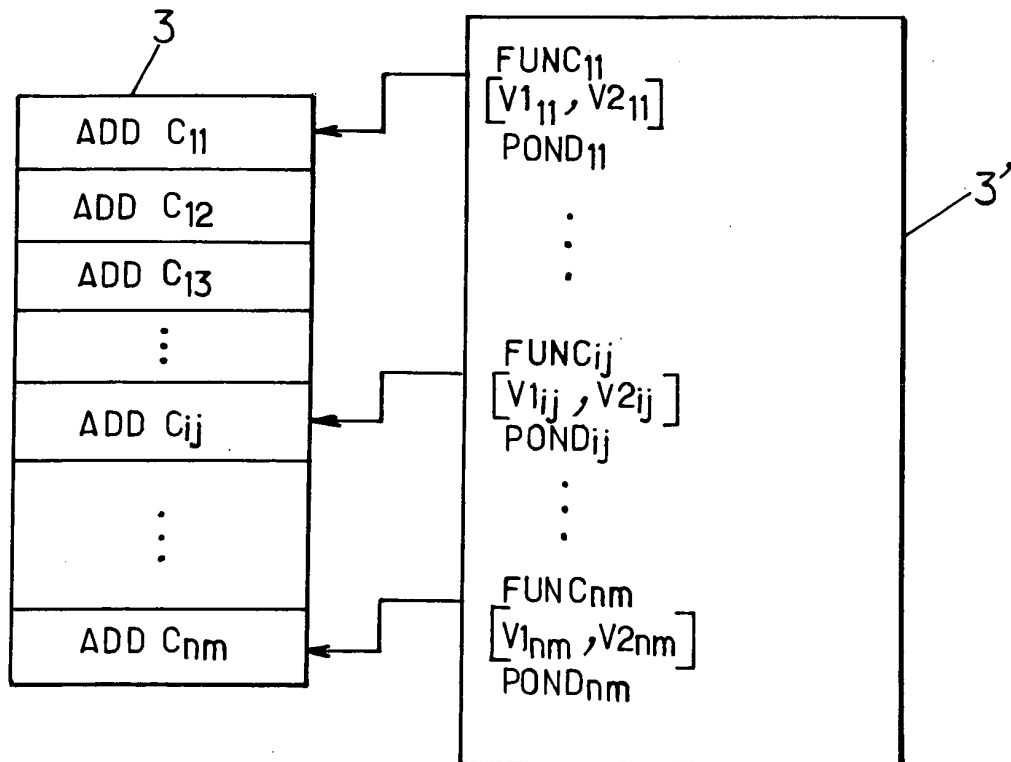 3
ADD C11
ADD C12
ADD C13
⋮
ADD Cij
⋮
ADD Cnm
FUNC11
[V111, V211]
POND11
⋮
FUNCij
[V1ij, V2ij]
PONDij
⋮
FUNCnm
[V1nm, V2nm]
PONDnm
3'